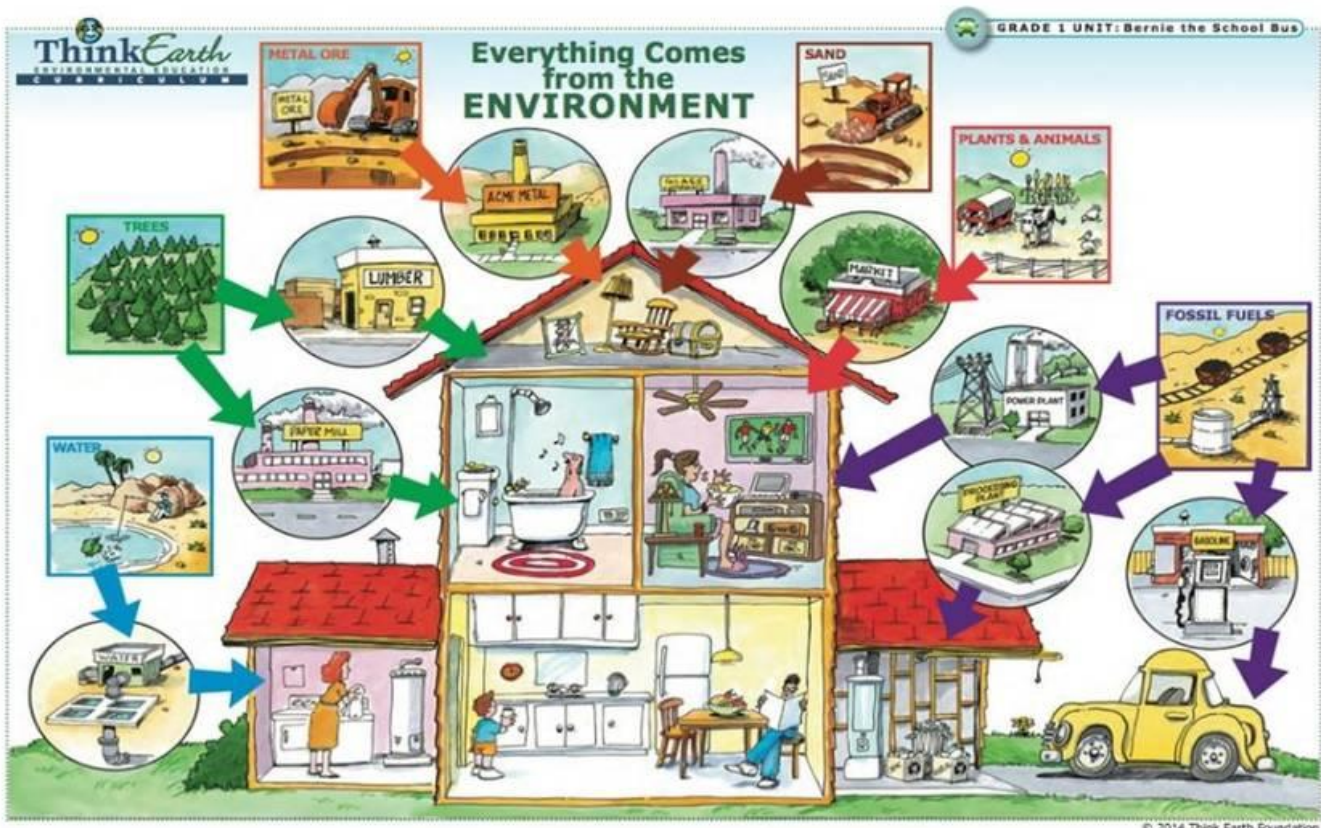 ThinkEarth
ENVIRONMENTAL EDUCATION
CURRICULUM
GRADE 1 UNIT: Bernie the School Bus
Everything Comes
from the
ENVIRONMENT
METAL ORE
METAL
ORE
SAND
SAND
PLANTS & ANIMALS
ACME METAL
GLASS
TREES
LUMBER
MARKET
FOSSIL FUELS
POWER PLANT
PAPER MILL
WATER
PROCESSING
PLANT
GASOLINE
WATER
© 2014 Think Earth Foundation